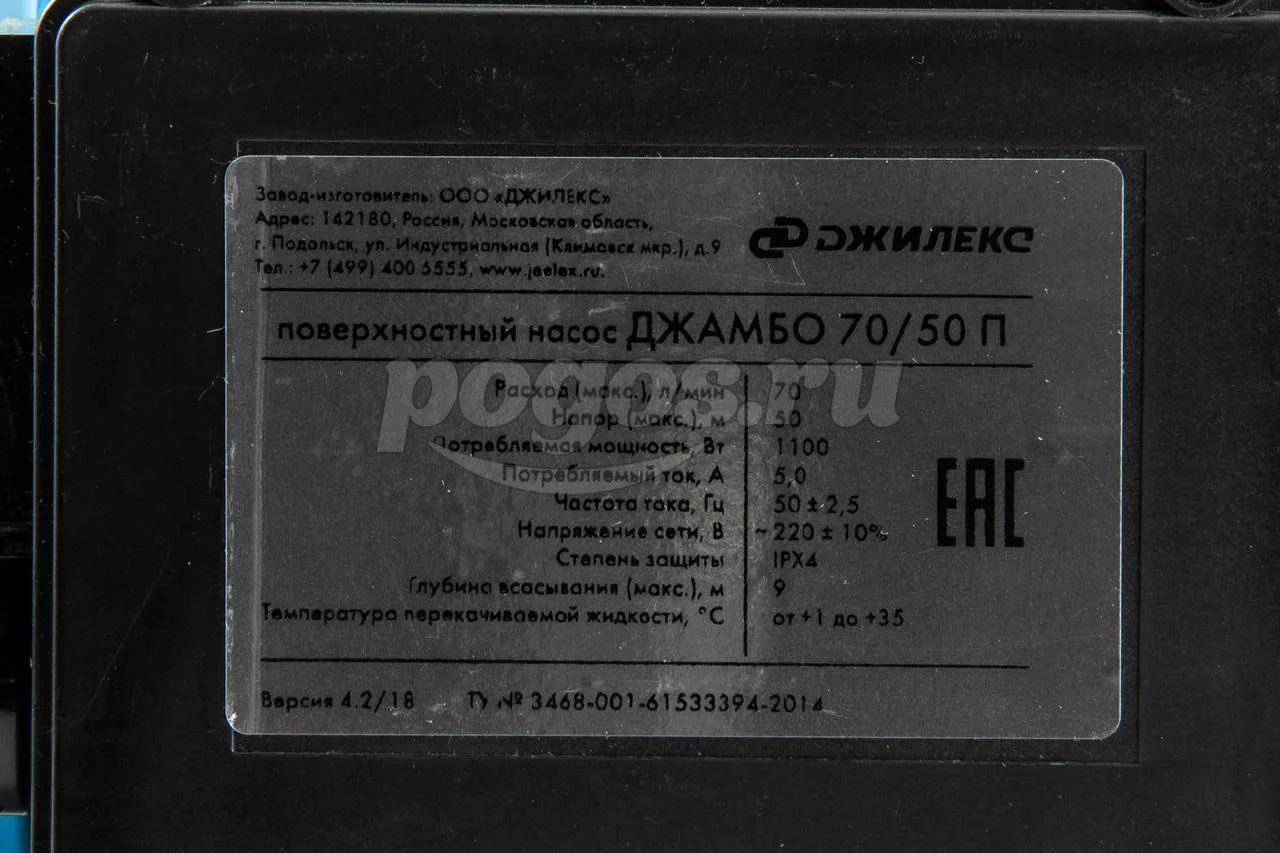 Завод-изготовитель: ООО «ДЖИЛЕКС»
Адрес: 142180, Россия, Московская область,
г. Подольск, ул. Индустриальная (Климовск мкр.), д.9
Тел.: +7 (499) 400 5555, www.jeelex.ru.
ДЖИЛЕКС
поверхностный насос ДЖАМБО 70/50 П
Расход (макс.), л/мин 70
Напор (макс.), м 50
Потребляемая мощность, Вт 1100
Потребляемый ток, А 5,0
Частота тока, Гц 50 ± 2,5
Напряжение сети, В ~ 220 ± 10%
Степень защиты IPX4
Глубина всасывания (макс.), м 9
Температура перекачиваемой жидкости, °С от +1 до +35
EAC
Версия 4.2/18 ТУ № 3468-001-61533394-2014
pogos.ru